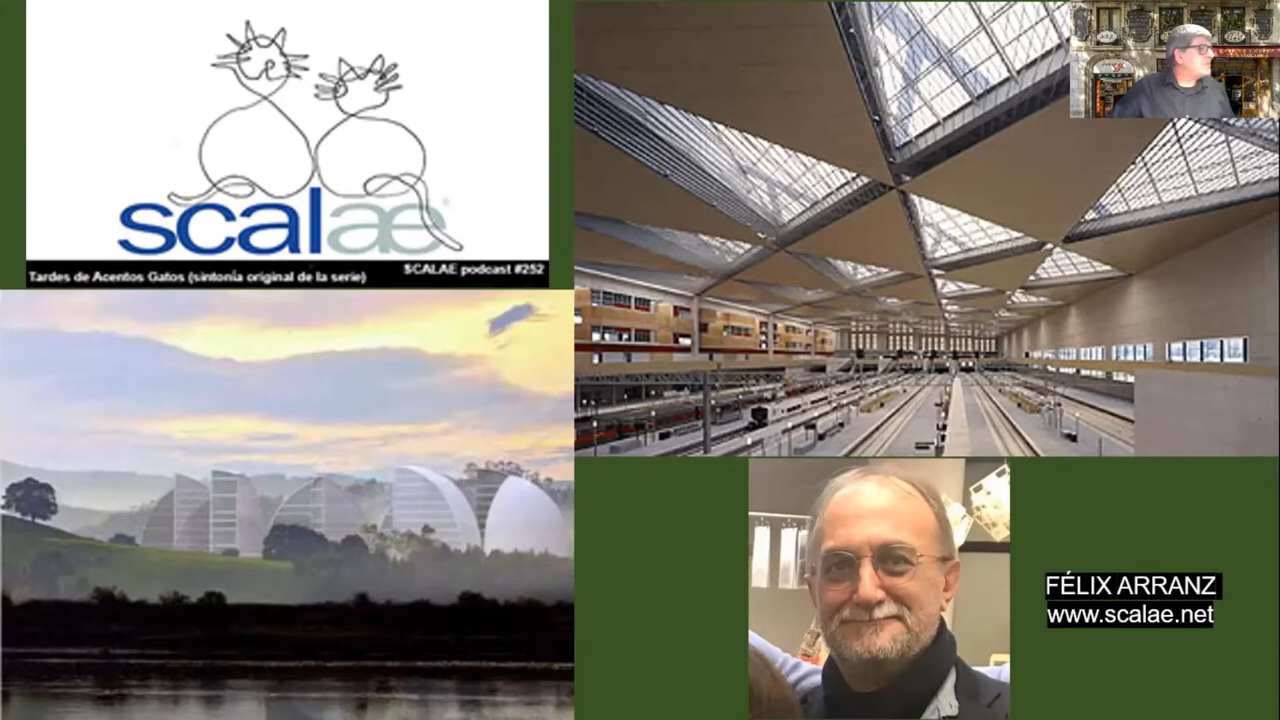 scalae
Tardes de Acentos Gatos (sintonía original de la serie)
SCALAE podcast #252
FÉLIX ARRANZ
www.scalae.net